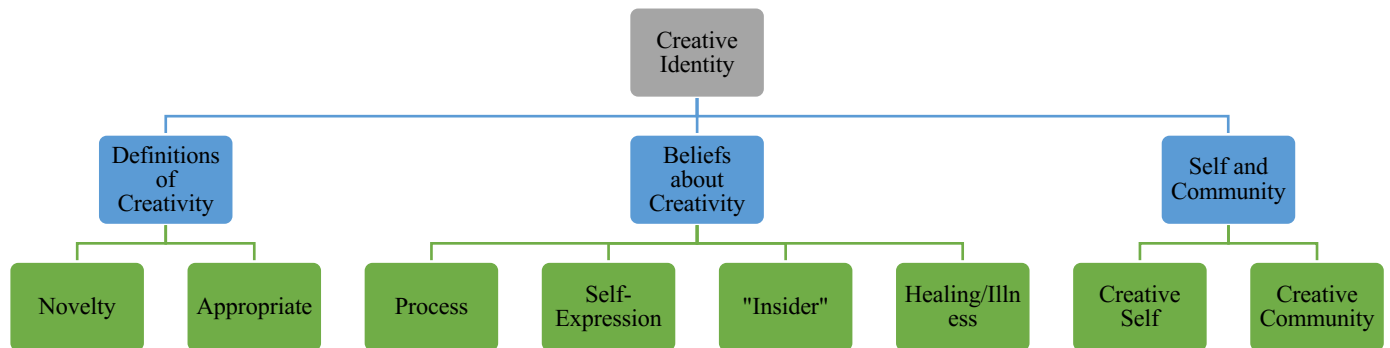 Creative
Identity
Definitions
of
Creativity
Beliefs
about
Creativity
Self and
Community
Novelty
Appropriate
Process
Self-
Expression
"Insider"
Healing/Illn
ess
Creative
Self
Creative
Community